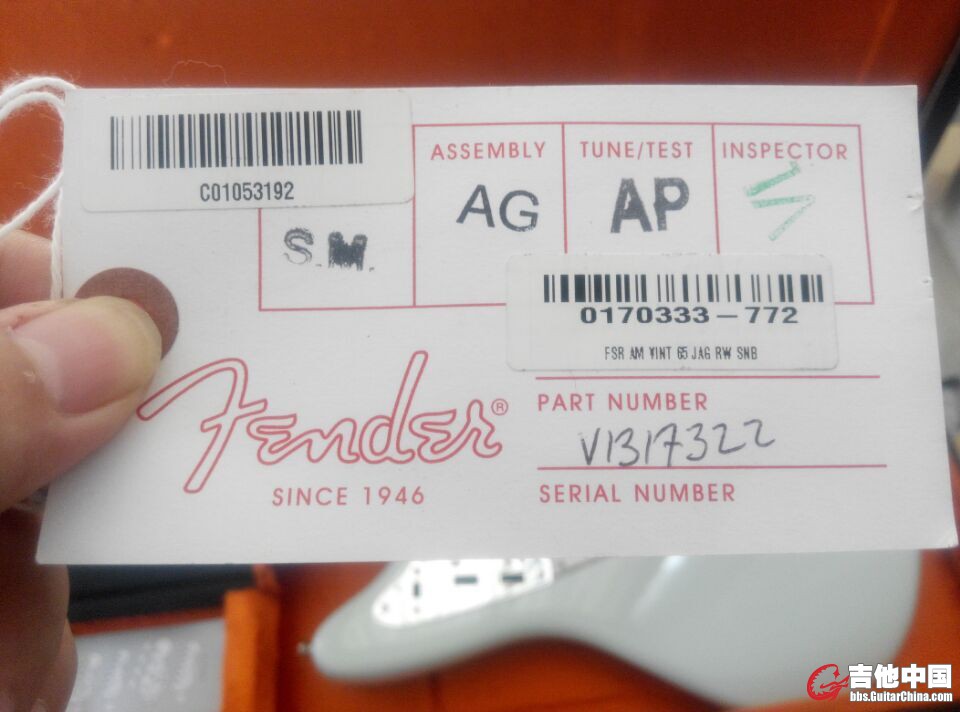 C01053192
ASSEMBLY
TUNE/TEST
INSPECTOR
S.M.
AG
AP
0170333-772
FSR AM VINT 65 JAG RW SNB
Fender®
SINCE 1946
PART NUMBER
V1317322
SERIAL NUMBER
吉他中国
bbs.GuitarChina.com